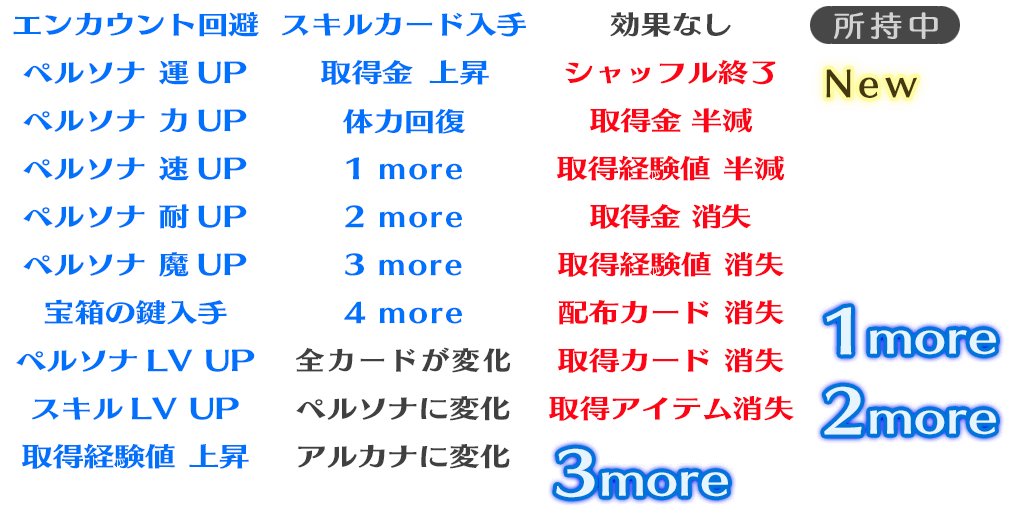 エンカウント回避
ペルソナ 運 UP
ペルソナ 力 UP
ペルソナ 速 UP
ペルソナ 耐 UP
ペルソナ 魔 UP
宝箱の鍵入手
ペルソナ LV UP
スキル LV UP
取得経験値 上昇
スキルカード入手
取得金 上昇
体力回復
1 more
2 more
3 more
4 more
全カードが変化
ペルソナに変化
アルカナに変化
効果なし
シャッフル終了
取得金 半減
取得経験値 半減
取得金 消失
取得経験値 消失
配布カード 消失
取得カード 消失
取得アイテム消失
3more
所持中
New
1more
2more